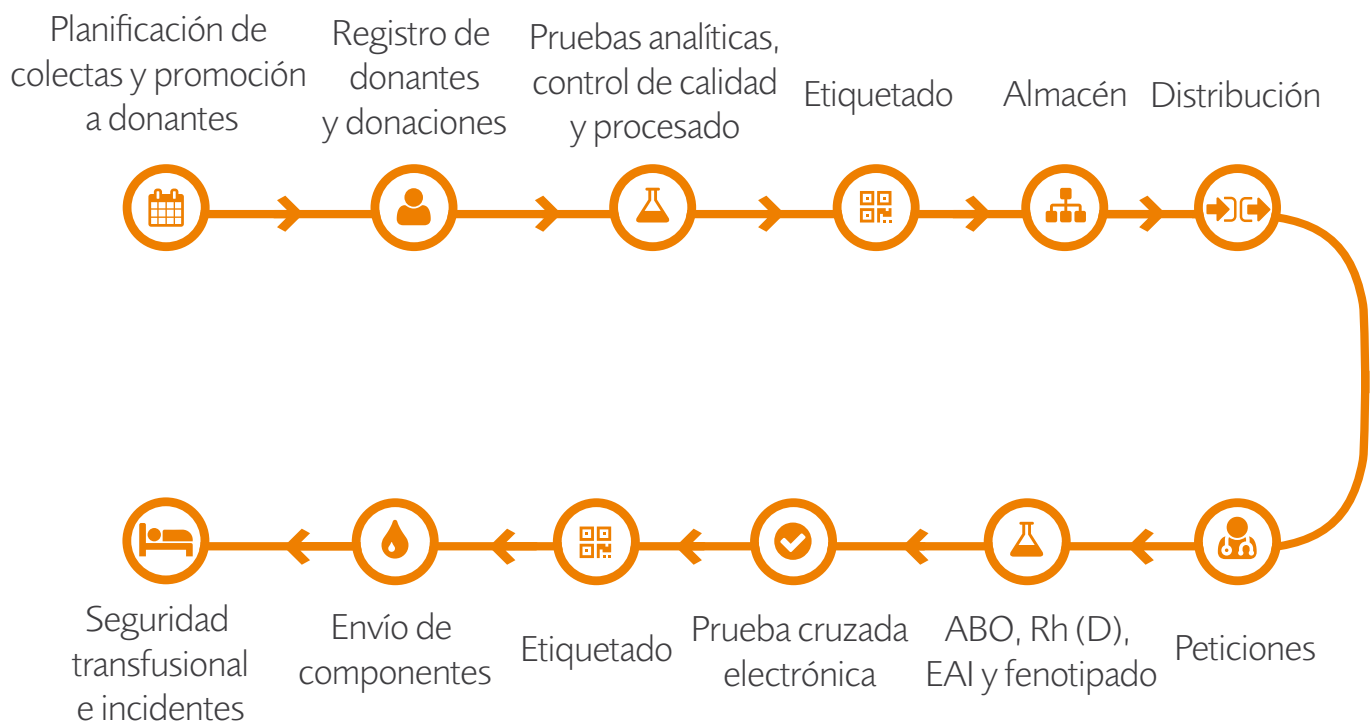 Planificación de
colectas y promoción
a donantes
Registro de
donantes
y donaciones
Pruebas analíticas,
control de calidad
y procesado
Etiquetado
Almacén
Distribución
Peticiones
ABO, Rh (D),
EAI y fenotipado
Prueba cruzada
electrónica
Etiquetado
Envío de
componentes
Seguridad
transfusional
e incidentes